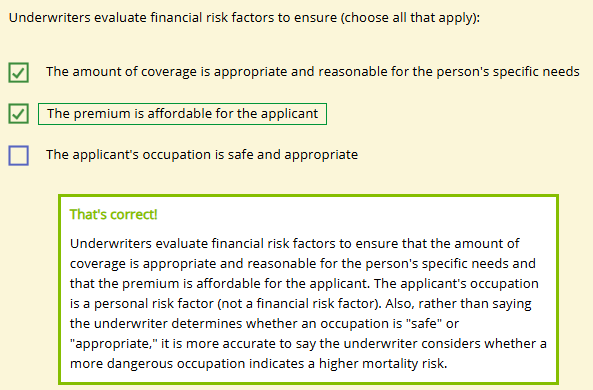 Underwriters evaluate financial risk factors to ensure (choose all that apply):
The amount of coverage is appropriate and reasonable for the person's specific needs
The premium is affordable for the applicant
The applicant's occupation is safe and appropriate
That's correct!
Underwriters evaluate financial risk factors to ensure that the amount of
coverage is appropriate and reasonable for the person's specific needs and
that the premium is affordable for the applicant. The applicant's occupation
is a personal risk factor (not a financial risk factor). Also, rather than saying
the underwriter determines whether an occupation is "safe" or
"appropriate," it is more accurate to say the underwriter considers whether a
more dangerous occupation indicates a higher mortality risk.